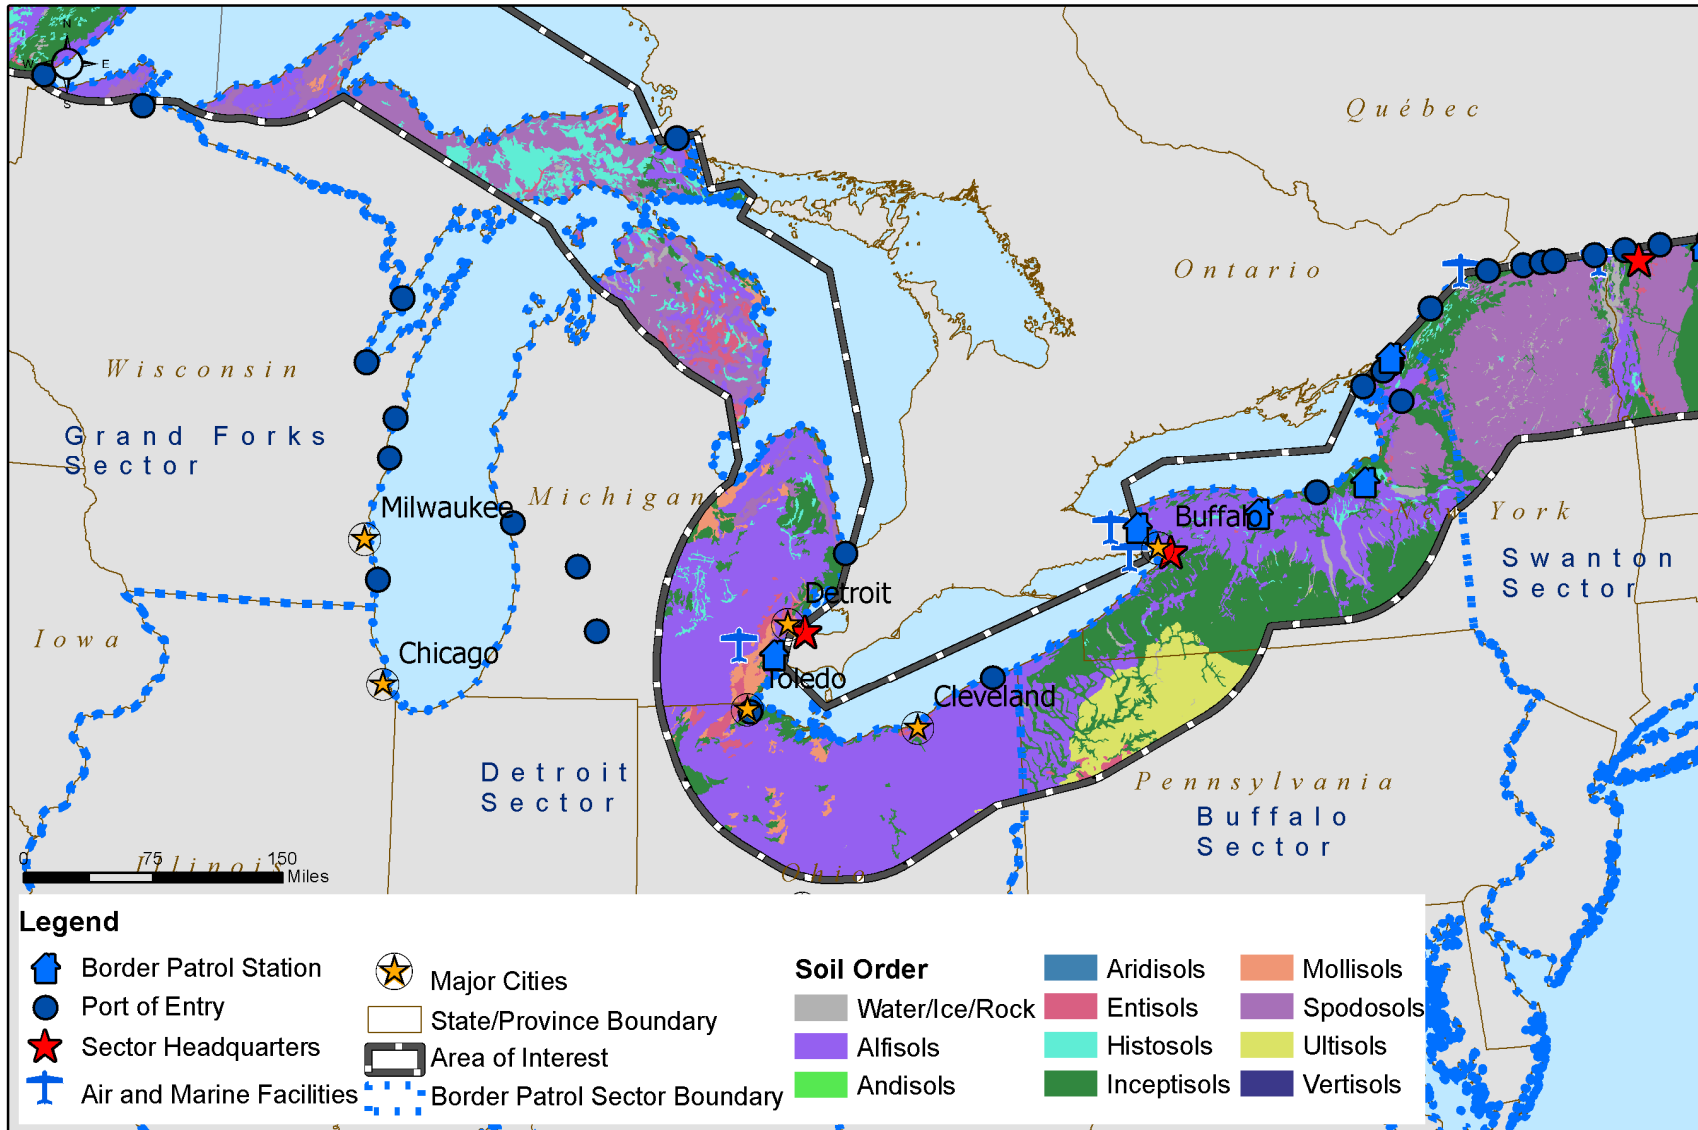 N
W
E
S
Québec
Ontario
Wisconsin
Grand Forks
Sector
Milwaukee
Michigan
Buffalo
New York
Swanton
Sector
Detroit
Iowa
Chicago
Toledo
Cleveland
Detroit
Sector
Pennsylvania
Buffalo
Sector
0
75
150
Miles
Illinois
Ohio
Legend
Border Patrol Station
Port of Entry
Sector Headquarters
Air and Marine Facilities
Major Cities
State/Province Boundary
Area of Interest
Border Patrol Sector Boundary
Soil Order
Water/Ice/Rock
Alfisols
Andisols
Aridisols
Entisols
Histosols
Inceptisols
Mollisols
Spodosols
Ultisols
Vertisols